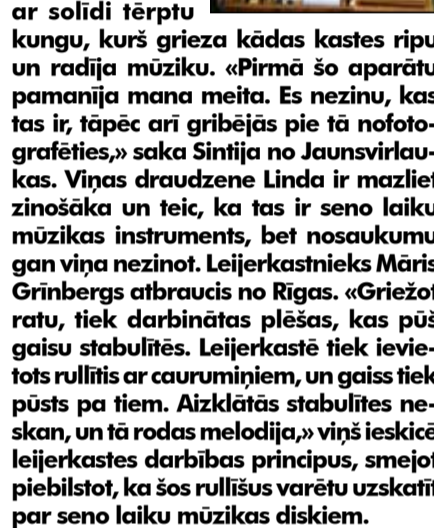 ar solīdi tērptu
kungu, kurš grieza kādas kastes ripu
un radīja mūziku. «Pirmā šo aparātu
pamanīja mana meita. Es nezinu, kas
tas ir, tāpēc arī gribējās pie tā nofoto-
grafēties,» saka Sintija no Jaunsvirlau-
kas. Viņas draudzene Linda ir mazliet
zinošāka un teic, ka tas ir seno laiku
mūzikas instruments, bet nosaukumu
gan viņa nezinot. Leijerkastnieks Māris
Grīnbergs atbraucis no Rīgas. «Griežot
ratu, tiek darbinātas plēšas, kas pūš
gaisu stabulītēs. Leijerkastē tiek ievie-
tots rullītis ar caurumiņiem, un gaiss tiek
pūsts pa tiem. Aizklātās stabulītes ne-
skan, un tā rodas melodija,» viņš ieskicē
leijerkastes darbības principus, smejot
piebilstot, ka šos rullīšus varētu uzskatīt
par seno laiku mūzikas diskiem.